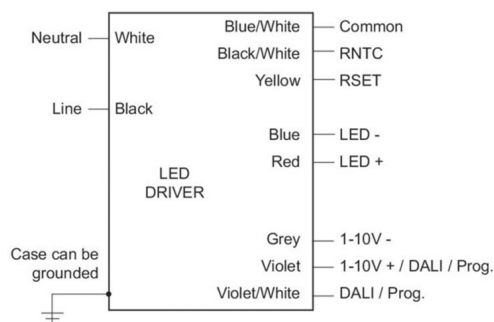 Neutral
White
Line
Black
LED
DRIVER
Case can be
grounded
Blue/White
Common
Black/White
RNTC
Yellow
RSET
Blue
LED -
Red
LED +
Grey
1-10V -
Violet
1-10V + / DALI / Prog.
Violet/White
DALI / Prog.